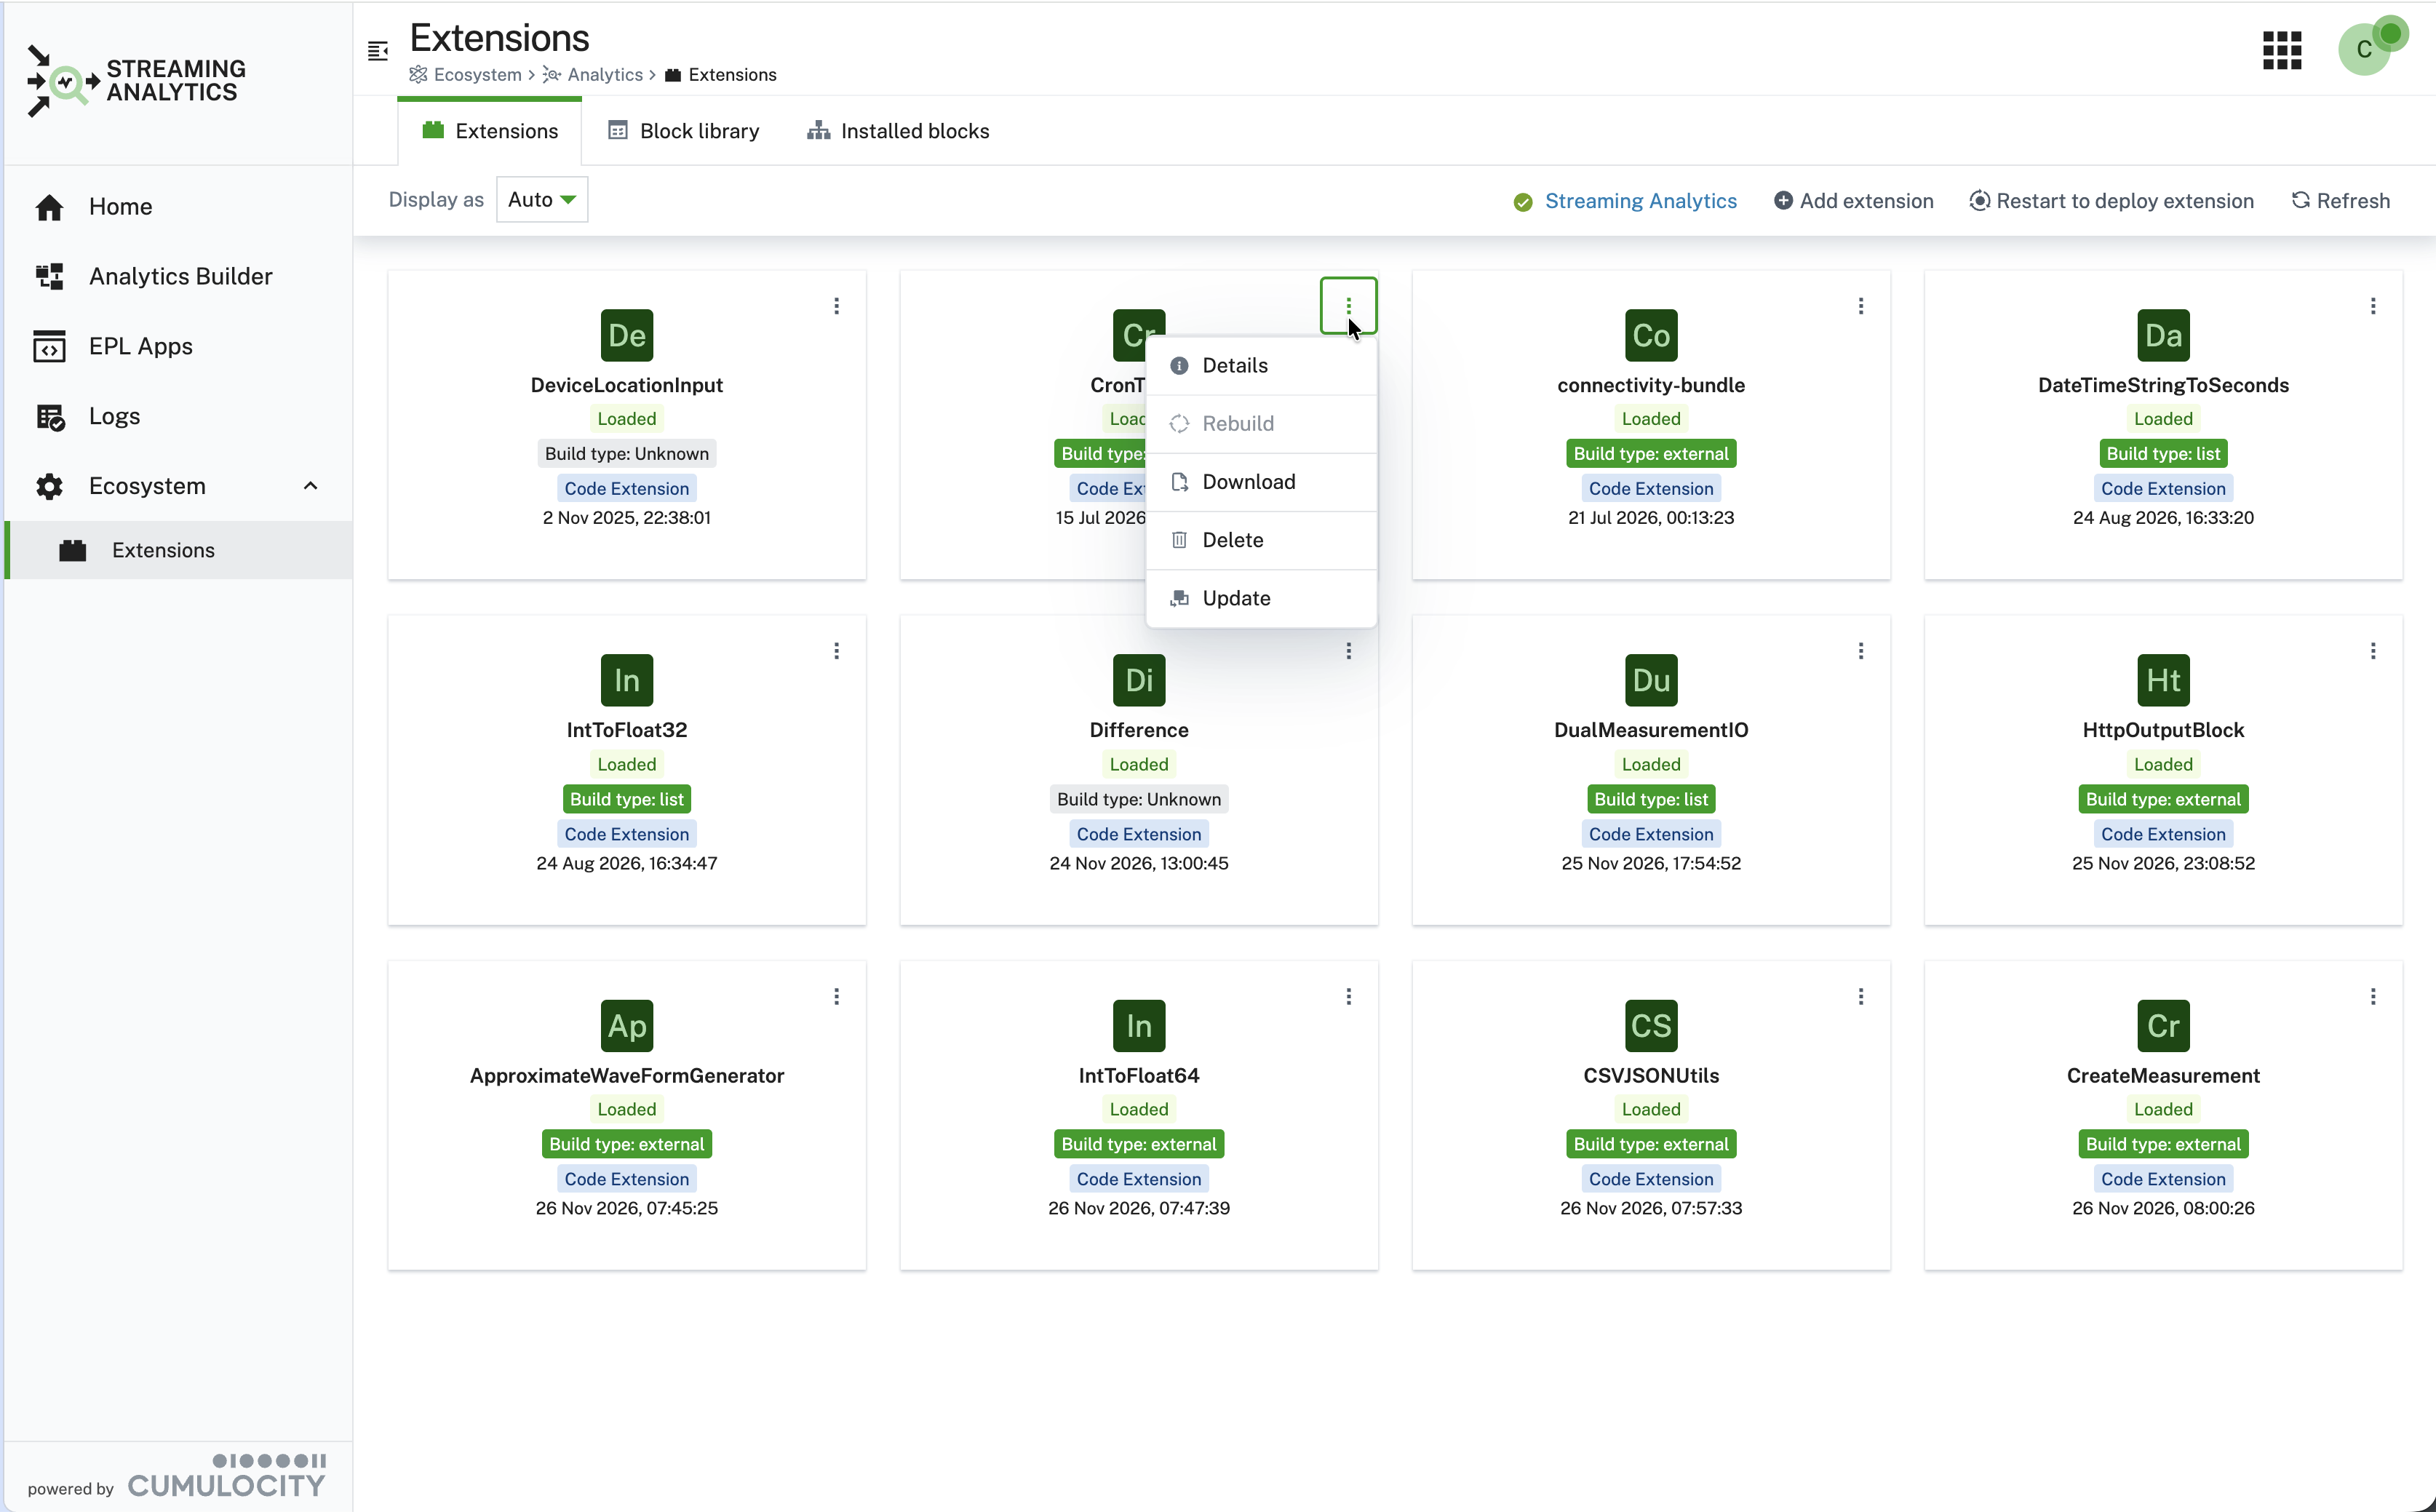 STREAMING
ANALYTICS
Home
Analytics Builder
EPL Apps
Logs
Ecosystem
Extensions
powered by CUMULOCITY
Extensions
Ecosystem > Analytics > Extensions
Extensions Block library Installed blocks
Display as Auto Streaming Analytics Add extension Restart to deploy extension Refresh
C
De
DeviceLocationInput
Loaded
Build type: Unknown
Code Extension
2 Nov 2025, 22:38:01
Cr
Build type:
15 Jul 2026
Details
Rebuild
Download
Delete
Update
Co
connectivity-bundle
Loaded
Build type: external
Code Extension
21 Jul 2026, 00:13:23
Da
DateTimeStringToSeconds
Loaded
Build type: list
Code Extension
24 Aug 2026, 16:33:20
In
IntToFloat32
Loaded
Build type: list
Code Extension
24 Aug 2026, 16:34:47
Di
Difference
Loaded
Build type: Unknown
Code Extension
24 Nov 2026, 13:00:45
Du
DualMeasurementIO
Loaded
Build type: list
Code Extension
25 Nov 2026, 17:54:52
Ht
HttpOutputBlock
Loaded
Build type: external
Code Extension
25 Nov 2026, 23:08:52
Ap
ApproximateWaveFormGenerator
Loaded
Build type: external
Code Extension
26 Nov 2026, 07:45:25
In
IntToFloat64
Loaded
Build type: external
Code Extension
26 Nov 2026, 07:47:39
CS
CSVJSONUtils
Loaded
Build type: external
Code Extension
26 Nov 2026, 07:57:33
Cr
CreateMeasurement
Loaded
Build type: external
Code Extension
26 Nov 2026, 08:00:26